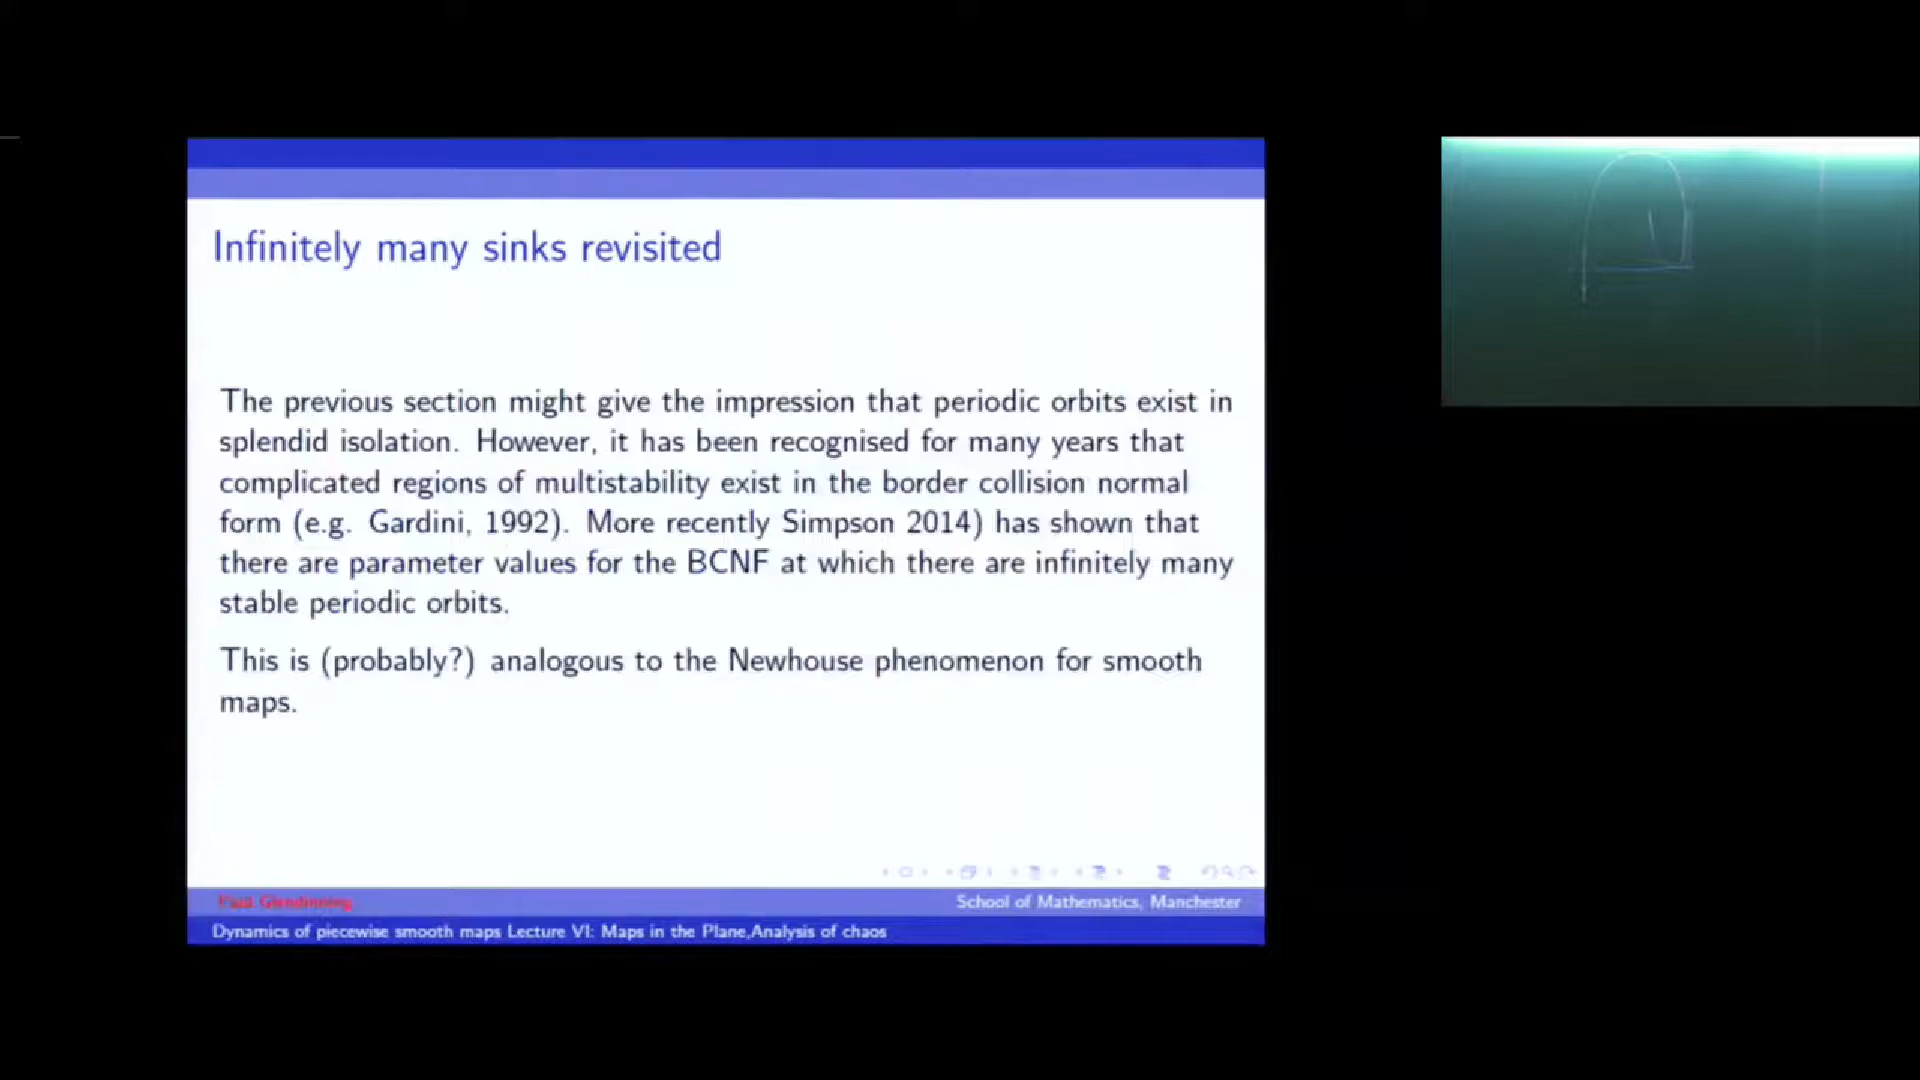 Infinitely many sinks revisited
The previous section might give the impression that periodic orbits exist in
splendid isolation. However, it has been recognised for many years that
complicated regions of multistability exist in the border collision normal
form (e.g. Gardini, 1992). More recently Simpson 2014) has shown that
there are parameter values for the BCNF at which there are infinitely many
stable periodic orbits.
This is (probably?) analogous to the Newhouse phenomenon for smooth
maps.
Paul Glendinning
School of Mathematics, Manchester
Dynamics of piecewise smooth maps Lecture VI: Maps in the Plane,Analysis of chaos